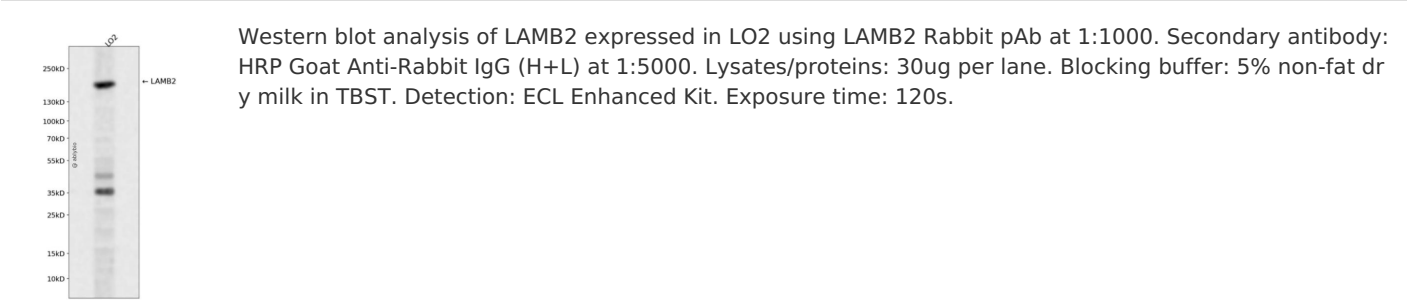 LO2
250kD
← LAMB2
130kD
100kD
70kD
55kD
@ abiybio
35kD
25kD
15kD
10kD
Western blot analysis of LAMB2 expressed in LO2 using LAMB2 Rabbit pAb at 1:1000. Secondary antibody:
HRP Goat Anti-Rabbit IgG (H+L) at 1:5000. Lysates/proteins: 30ug per lane. Blocking buffer: 5% non-fat dr
y milk in TBST. Detection: ECL Enhanced Kit. Exposure time: 120s.